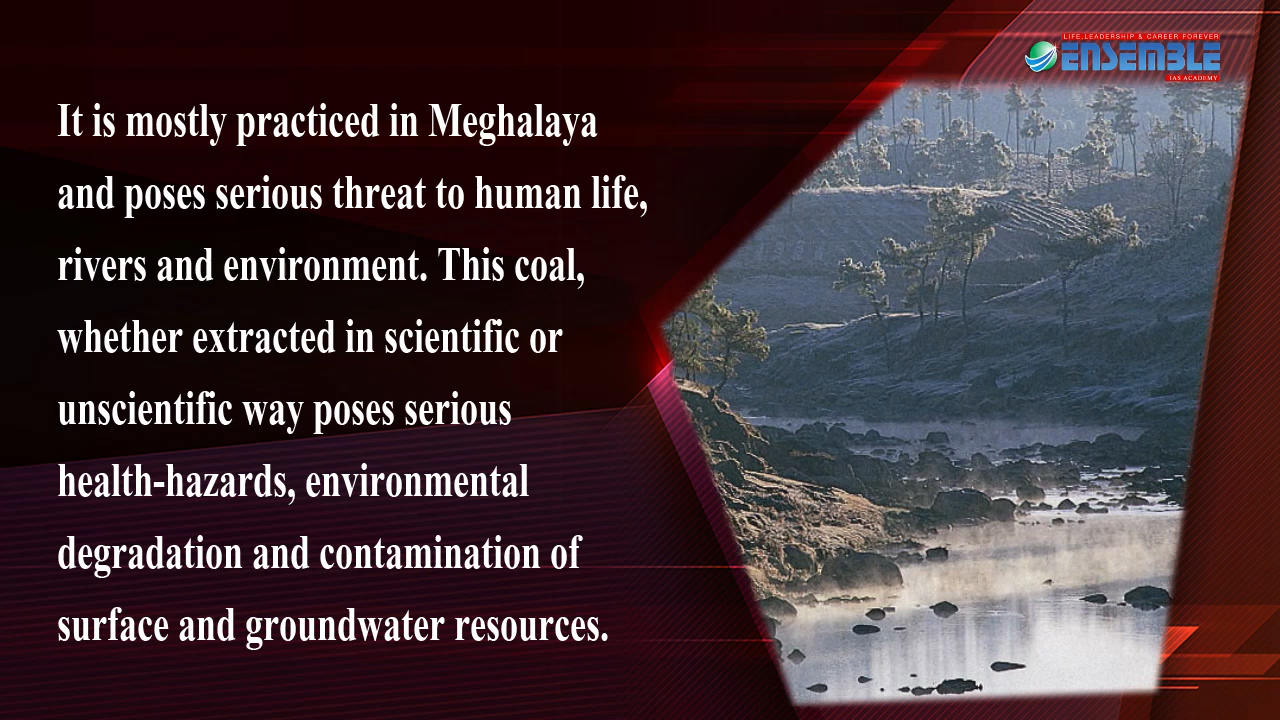 LIFE,LEADERSHIP & CAREER FOREVER
ENSEMBLE
IAS ACADEMY
It is mostly practiced in Meghalaya
and poses serious threat to human life,
rivers and environment. This coal,
whether extracted in scientific or
unscientific way poses serious
health-hazards, environmental
degradation and contamination of
surface and groundwater resources.